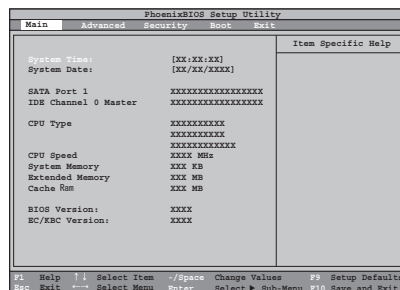 PhoenixBIOS Setup Utility
Main Advanced Security Boot Exit
Item Specific Help
System Time: [XX:XX:XX]
System Date: [XX/XX/XXXX]
SATA Port 1 XXXXXXXXXXXXXXXXX
IDE Channel 0 Master XXXXXXXXXXXXXXXXX
CPU Type XXXXXXXXXX
XXXXXXXXXX
XXXXXXXXXXXX
CPU Speed XXXX MHz
System Memory XXX KB
Extended Memory XXX MB
Cache Ram XXX MB
BIOS Version: XXXX
EC/KBC Version: XXXX
F1 Help ↑↓ Select Item -/Space Change Values F9 Setup Defaults
Esc Exit ←→ Select Menu Enter Select ▶ Sub-Menu F10 Save and Exit